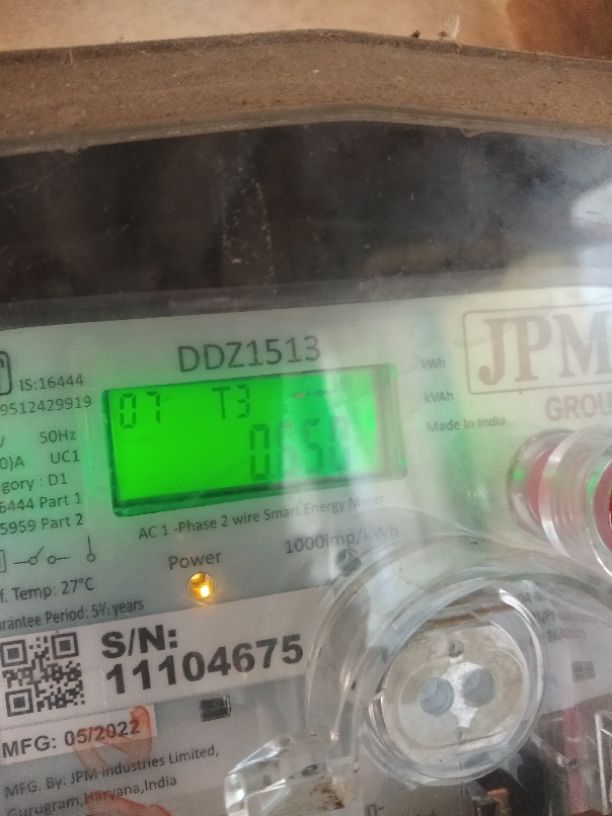 DDZ1513
IS:16444
9512429919
50Hz
)A UC1
gory : D1
6444 Part 1
5959 Part 2
07 T3
kWh
kVAh
Made In India
JPM
GROU
AC 1 -Phase 2 wire Smart Energy Meter
Power
1000imp/kWh
f. Temp: 27°C
arantee Period: 5½ years
S/N:
11104675
MFG: 05/2022
MFG. By: JPM Industries Limited,
Gurugram,Haryana,India